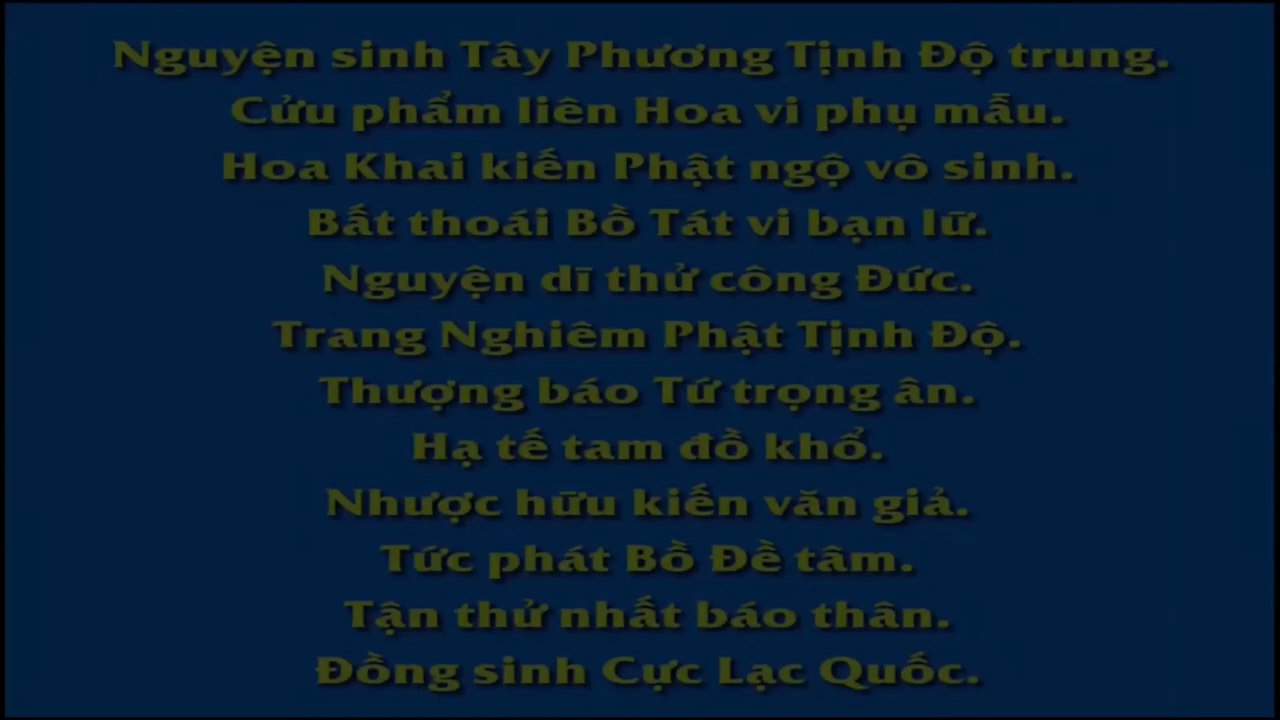 Nguyện sinh Tây Phương Tịnh Độ trung.
Cửu phẩm liên Hoa vi phụ mẫu.
Hoa Khai kiến Phật ngộ vô sinh.
Bất thoái Bồ Tát vi bạn lữ.
Nguyện dĩ thử công Đức.
Trang Nghiêm Phật Tịnh Độ.
Thượng báo Tứ trọng ân.
Hạ tế tam đồ khổ.
Nhược hữu kiến văn giả.
Tức phát Bồ Đề tâm.
Tận thử nhất báo thân.
Đồng sinh Cực Lạc Quốc.